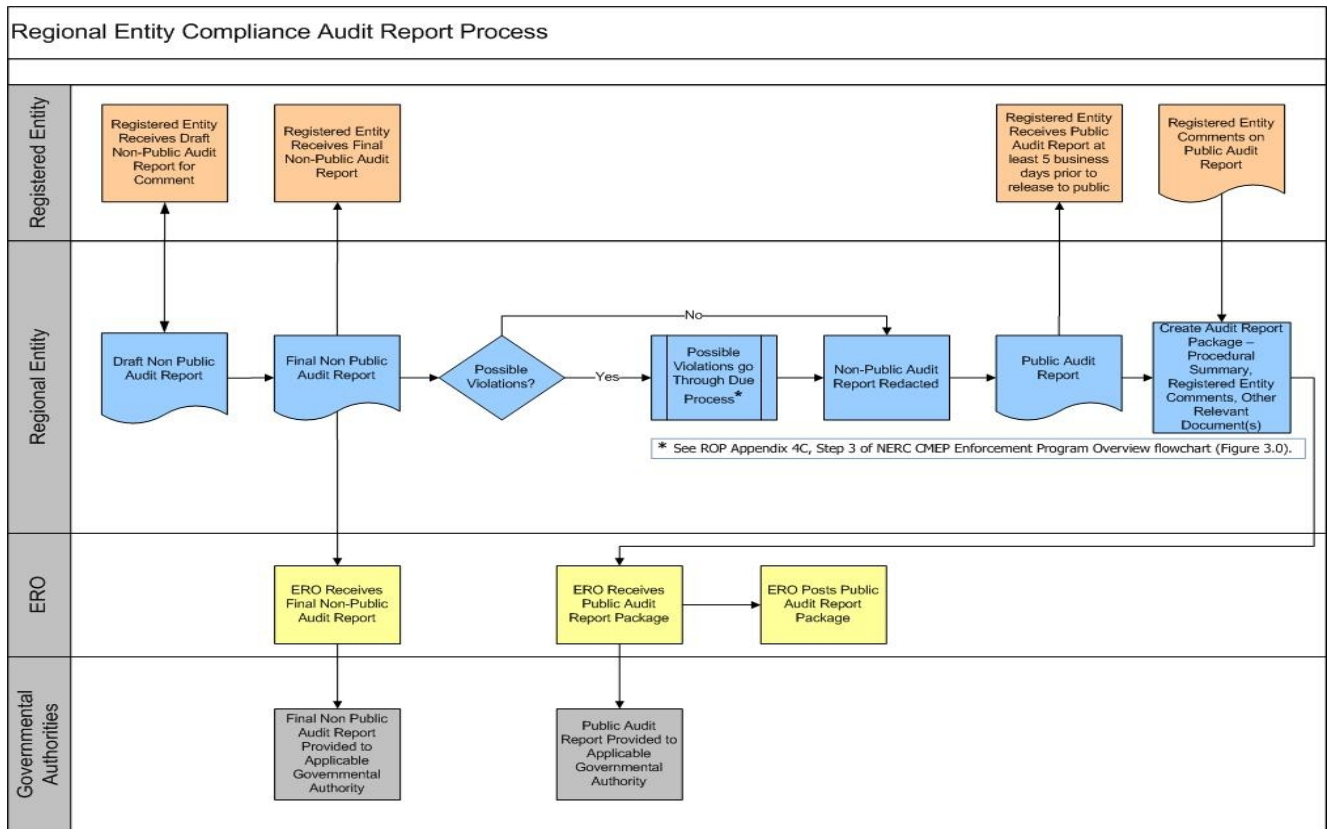 Regional Entity Compliance Audit Report Process
Registered Entity
Registered Entity
Receives Draft
Non-Public Audit
Report for
Comment
Registered Entity
Receives Final
Non-Public Audit
Report
Registered Entity
Receives Public
Audit Report at
least 5 business
days prior to
release to public
Registered Entity
Comments on
Public Audit
Report
Regional Entity
Draft Non Public
Audit Report
Final Non Public
Audit Report
Possible
Violations?
No
Yes
Possible
Violations go
Through Due
Process*
Non-Public Audit
Report Redacted
Public Audit
Report
Create Audit Report
Package –
Procedural
Summary,
Registered Entity
Comments, Other
Relevant
Document(s)
* See ROP Appendix 4C, Step 3 of NERC CMEP Enforcement Program Overview flowchart (Figure 3.0).
ERO
ERO Receives
Final Non-Public
Audit Report
ERO Receives
Public Audit
Report Package
ERO Posts Public
Audit Report
Package
Governmental
Authorities
Final Non Public
Audit Report
Provided to
Applicable
Governmental
Authority
Public Audit
Report Provided to
Applicable
Governmental
Authority